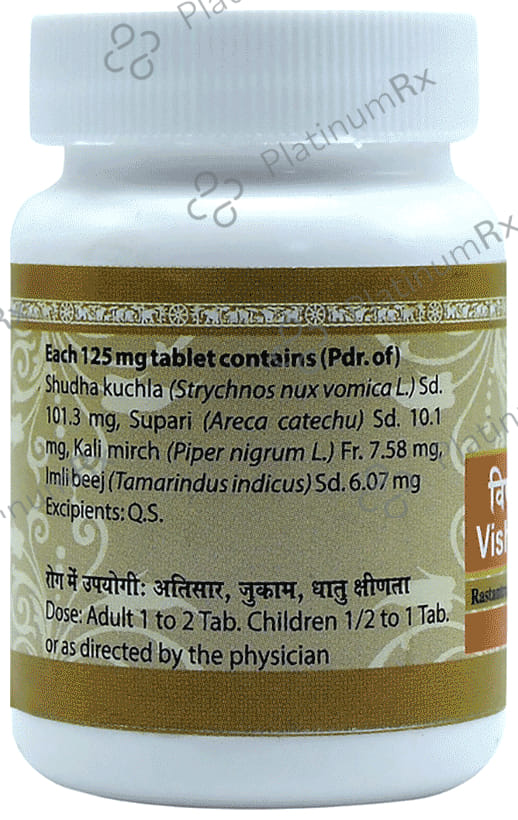 PlatinumRx
PlatinumRx
PlatinumRx
Each 125 mg tablet contains (Pdr. of)
Shudha kuchla (Strychnos nux vomica L.) Sd.
101.3 mg, Supari (Areca catechu) Sd. 10.1
mg, Kali mirch (Piper nigrum L.) Fr. 7.58 mg,
Imli beej (Tamarindus indicus) Sd. 6.07 mg
Excipients: Q.S.
रोग में उपयोगी: अतिसार, जुकाम, धातु क्षीणता
Dose: Adult 1 to 2 Tab. Children 1/2 to 1 Tab.
or as directed by the physician